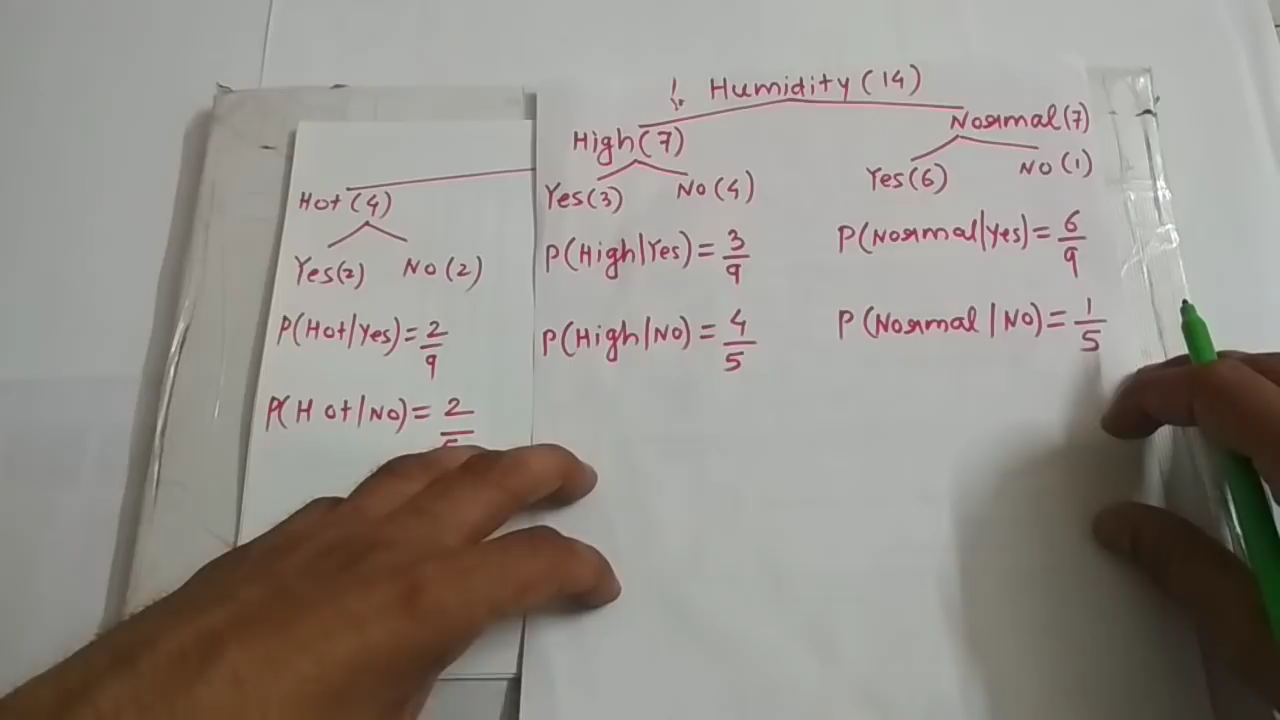 Humidity (14)
High (7)
Normal (7)
Yes (3)
No (4)
Yes (6)
No (1)
P(High/Yes) = 3/9
P(Normal/Yes) = 6/9
P(High/No) = 4/5
P(Normal/No) = 1/5
Hot (4)
Yes (2)
No (2)
P(Hot/Yes) = 2/9
P(Hot/No) = 2/5